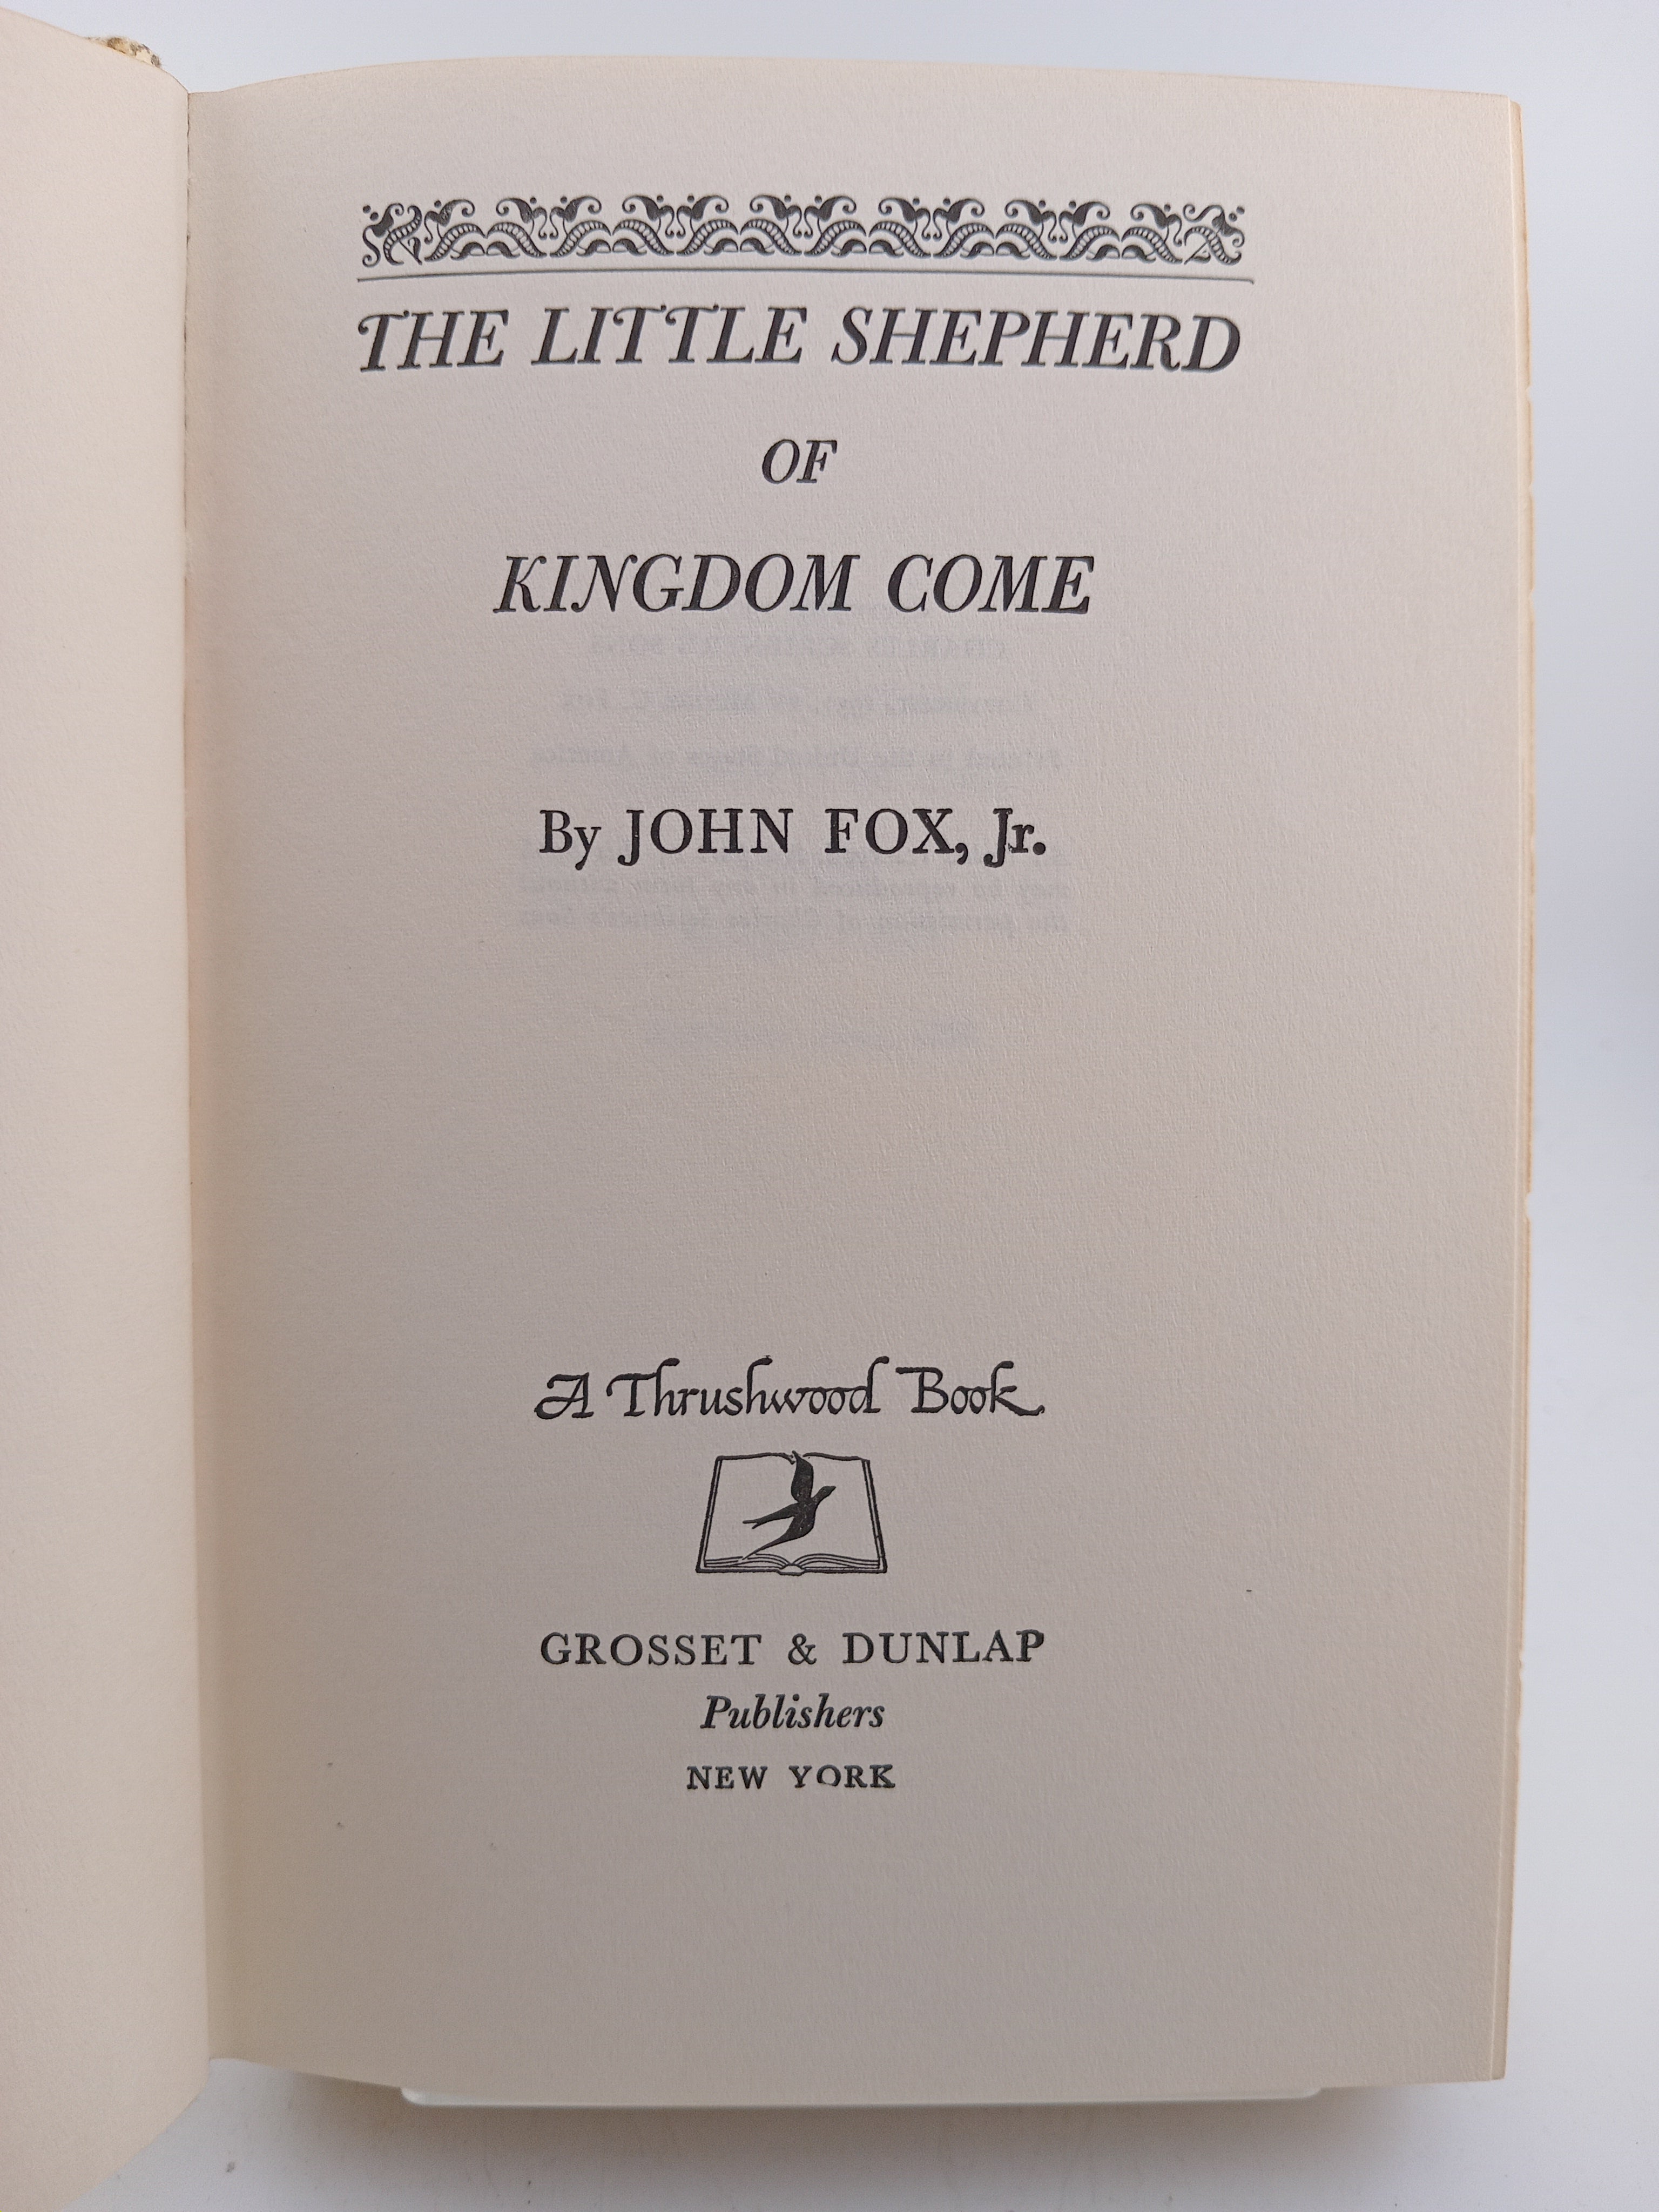 THE LITTLE SHEPHERD
OF
KINGDOM COME
By JOHN FOX, Jr.
A Thrushwood Book
GROSSET & DUNLAP
Publishers
NEW YORK